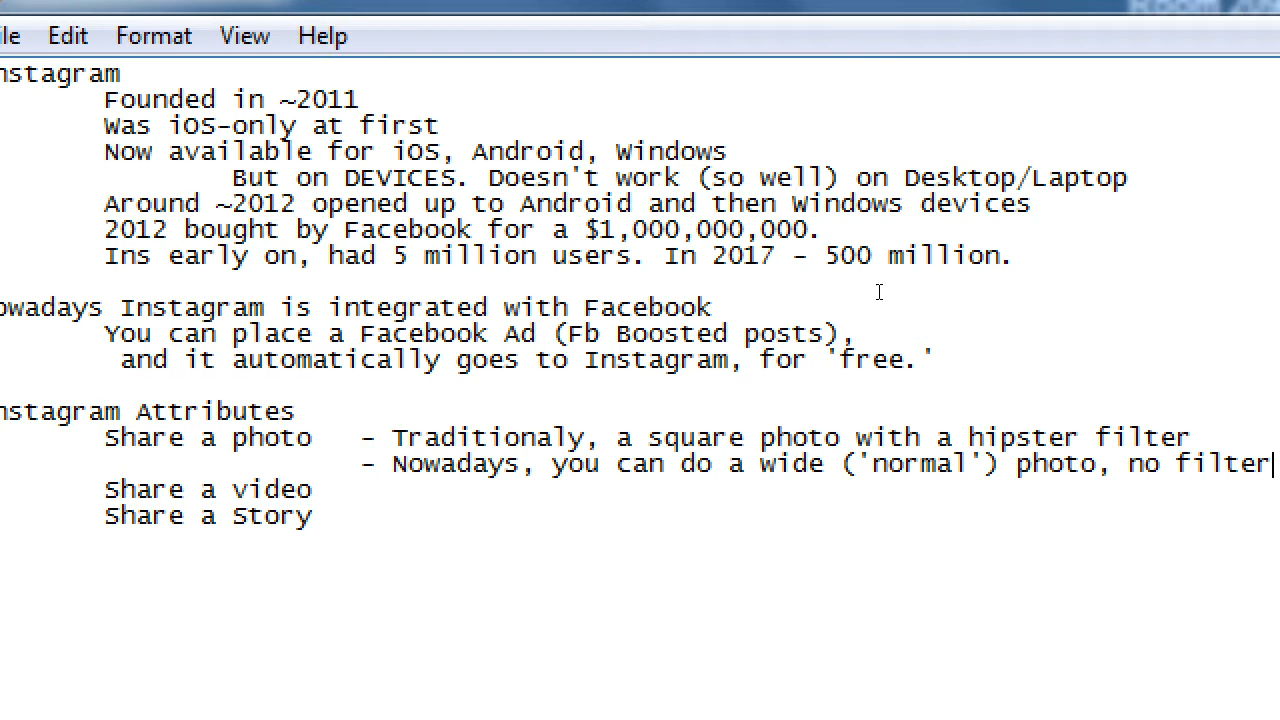 le Edit Format View Help
nstagram
Founded in ~2011
Was iOS-only at first
Now available for iOS, Android, Windows
But on DEVICES. Doesn't work (so well) on Desktop/Laptop
Around ~2012 opened up to Android and then Windows devices
2012 bought by Facebook for a $1,000,000,000.
Ins early on, had 5 million users. In 2017 - 500 million.
owadays Instagram is integrated with Facebook
You can place a Facebook Ad (Fb Boosted posts),
and it automatically goes to Instagram, for 'free.'
nstagram Attributes
Share a photo - Traditionaly, a square photo with a hipster filter
- Nowadays, you can do a wide ('normal') photo, no filter
Share a video
Share a Story